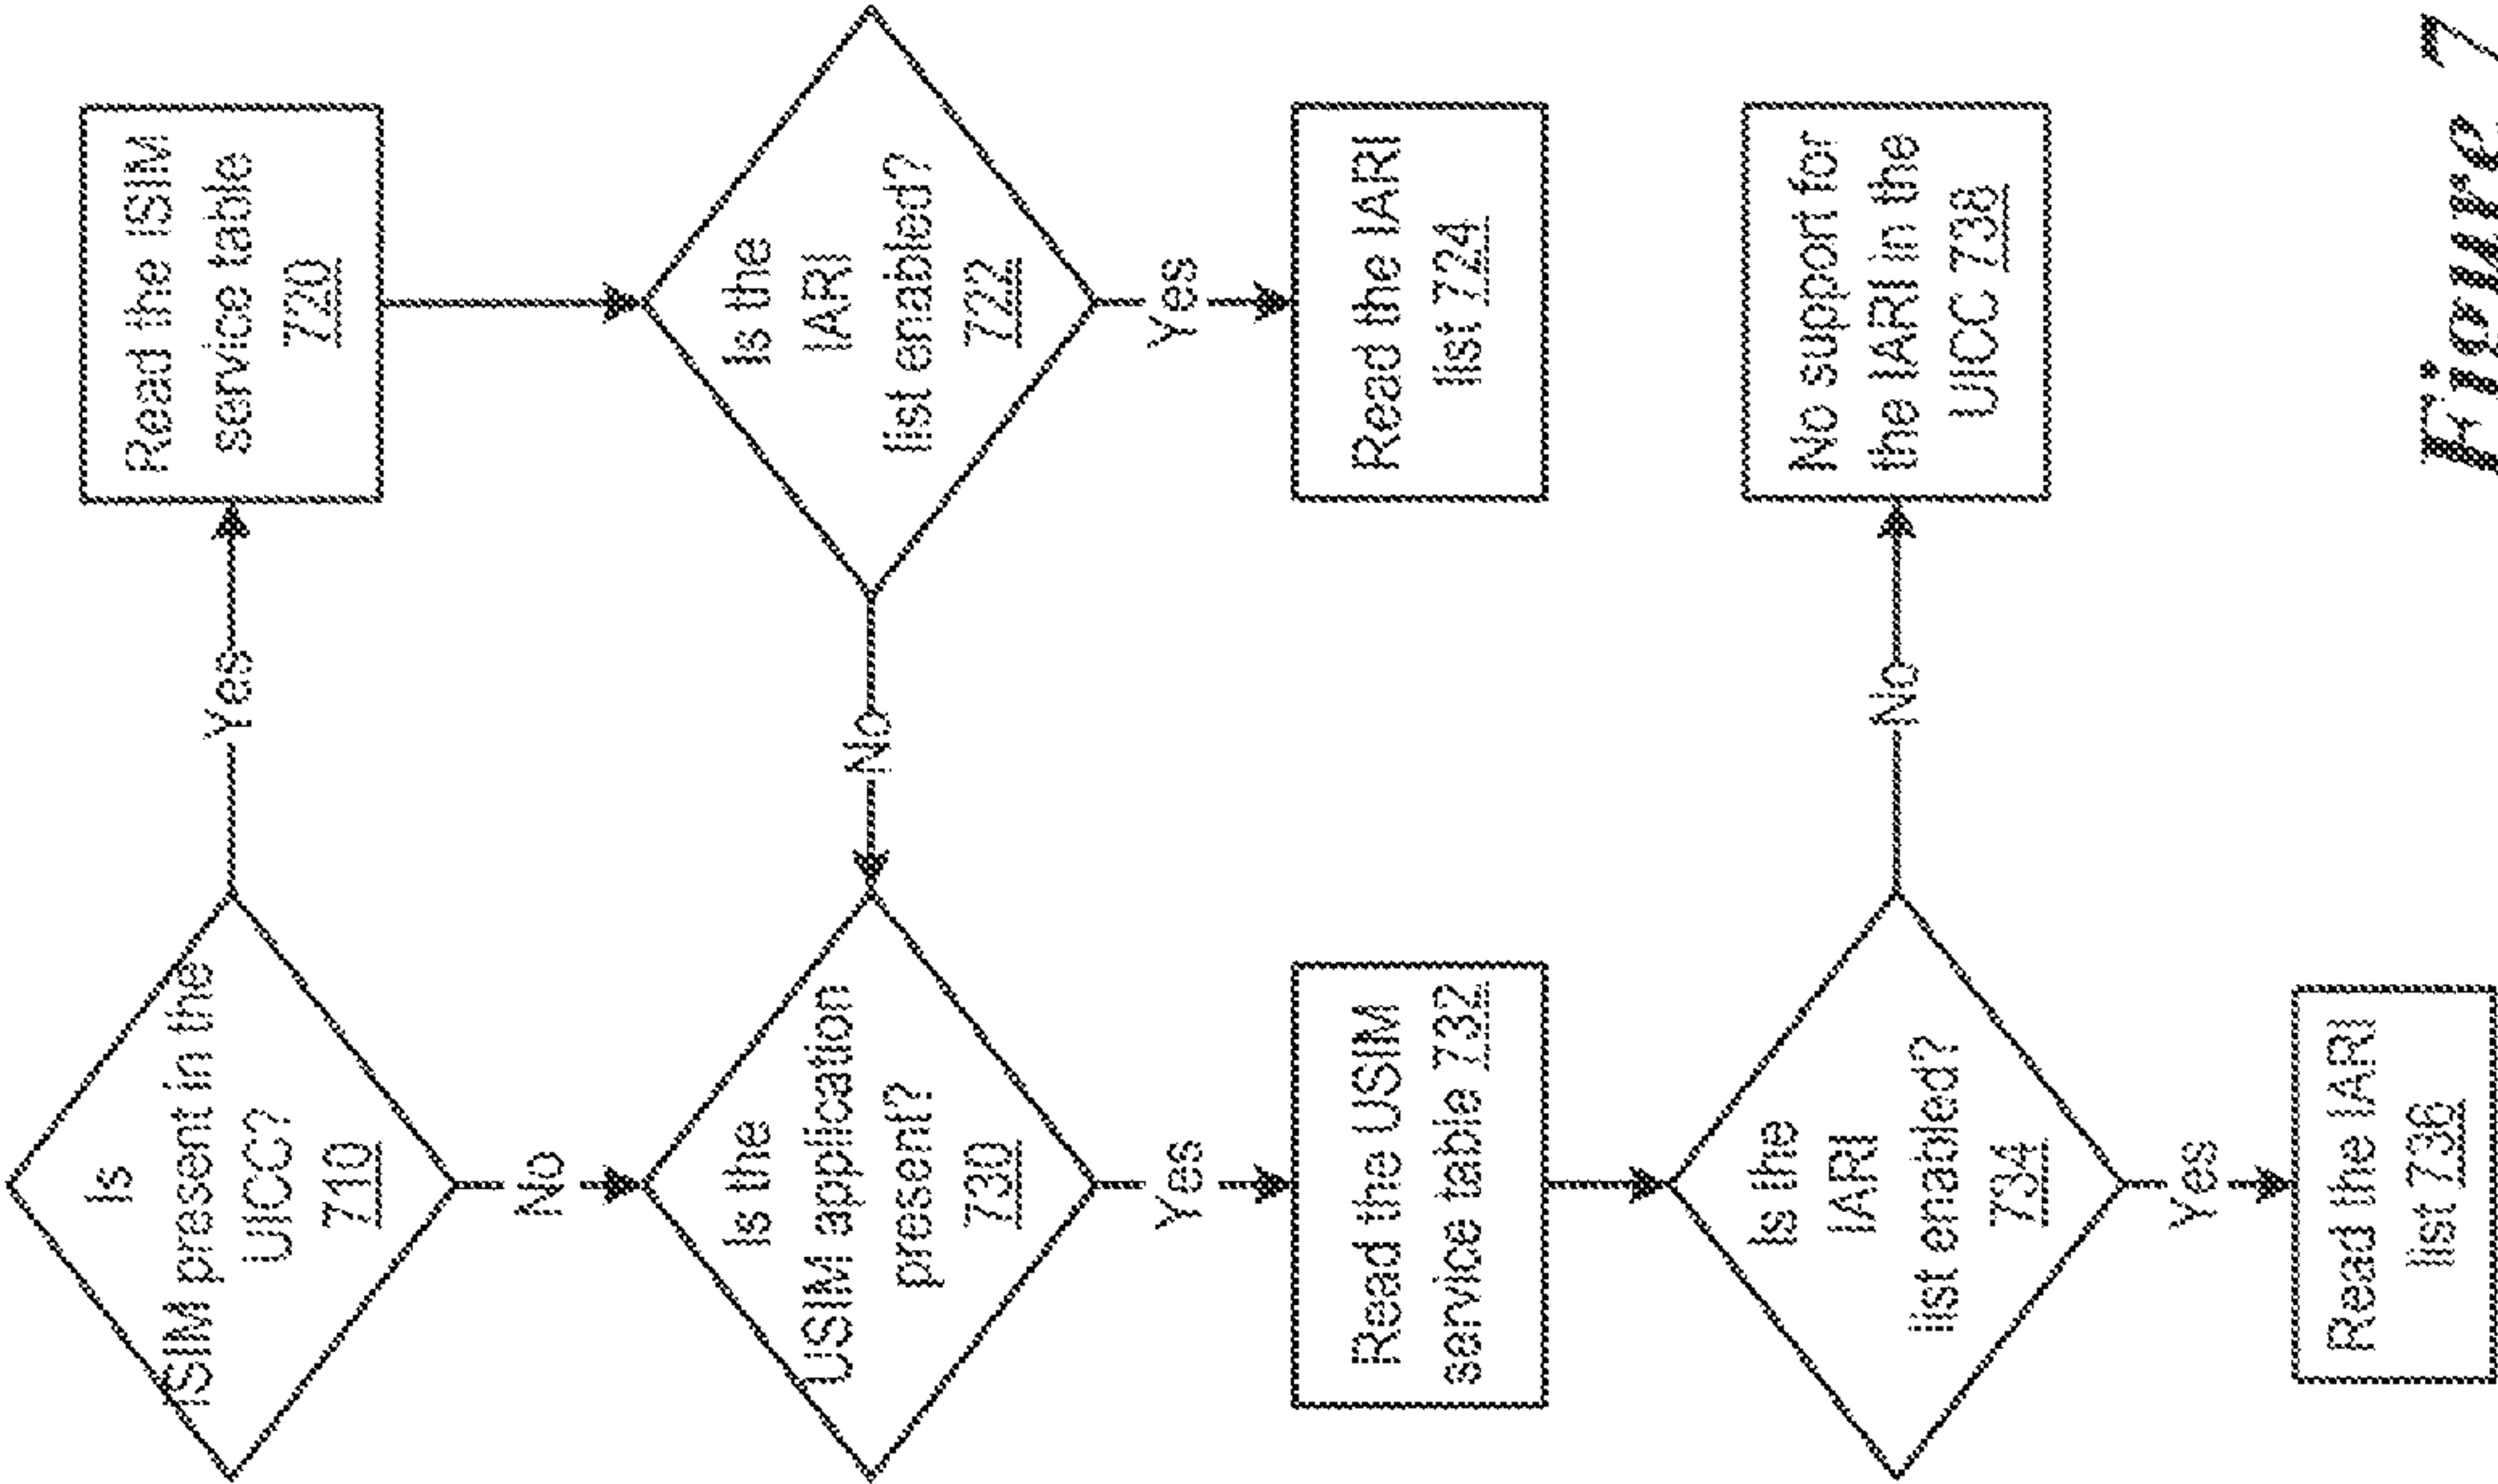 Is
ISIM present in the
UICC?
710
Yes
Read the ISIM
service table
720
No
Is the
USIM application
present?
730
No
Is the
IARI
list enabled?
722
Yes
Read the USIM
service table 732
Yes
Read the IARI
list 724
Is the
IARI
list enabled?
734
No
No support for
the IARI in the
UICC 738
Yes
Read the IARI
list 736
Figure 7